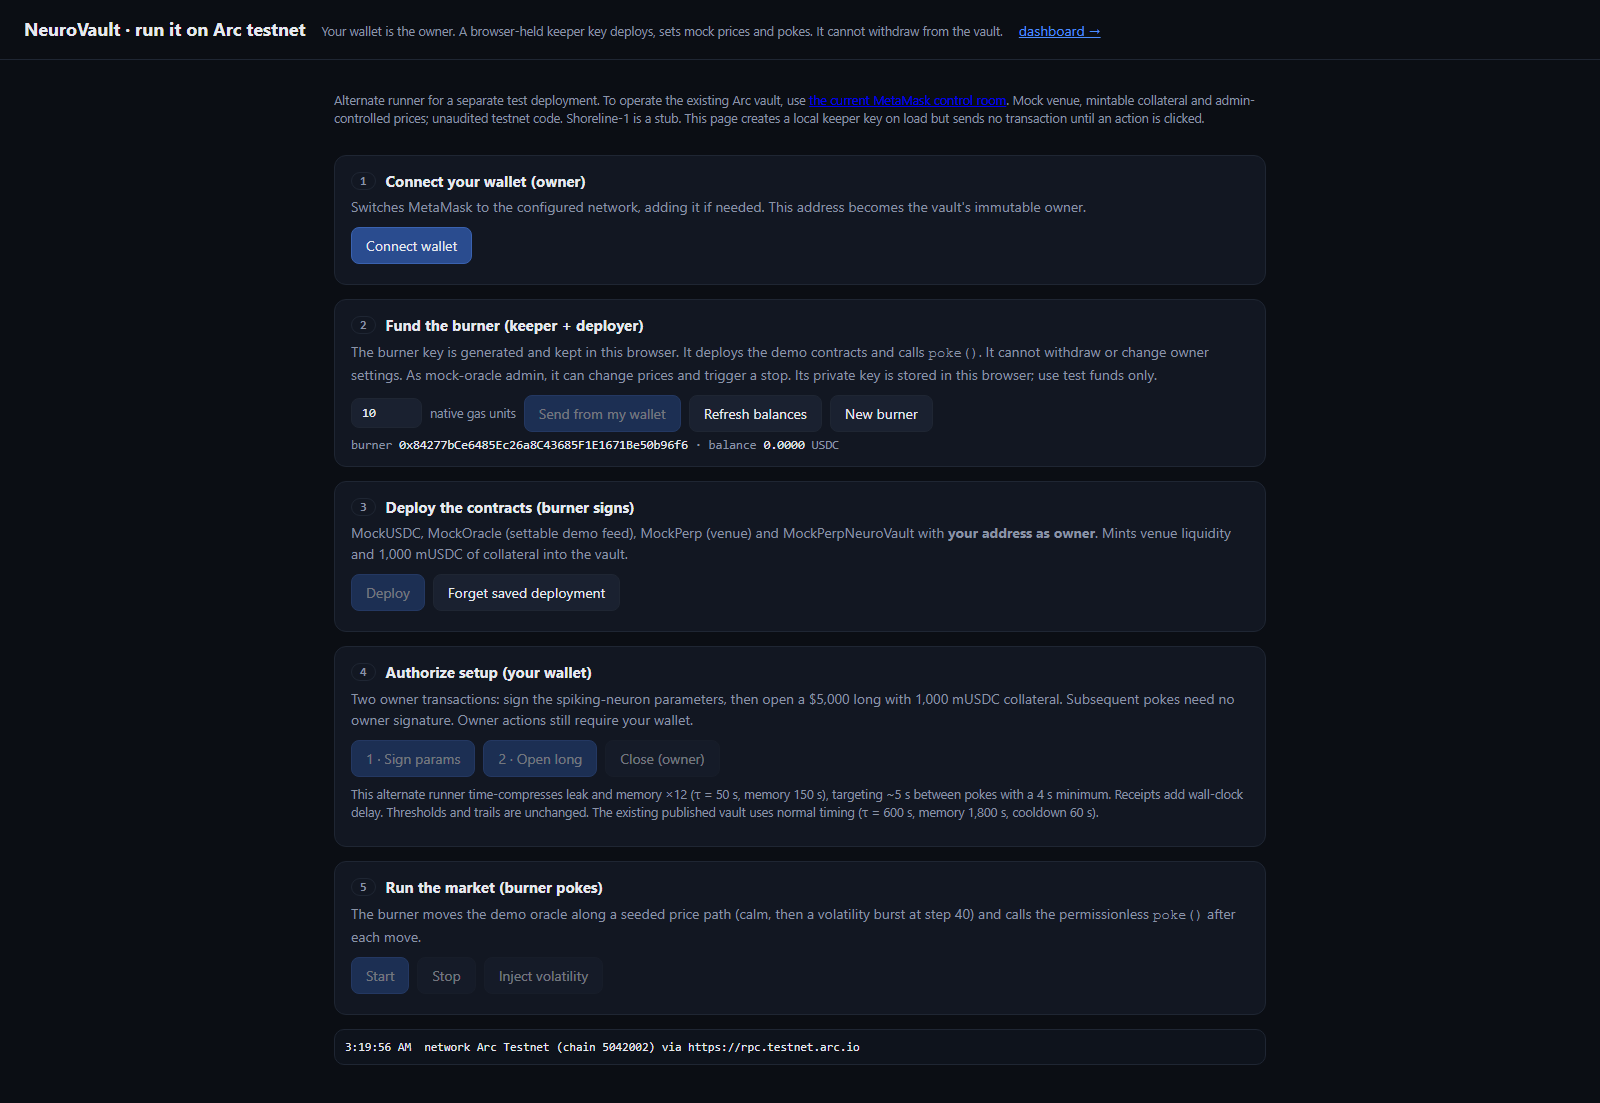 NeuroVault · run it on Arc testnet Your wallet is the owner. A browser-held keeper key deploys, sets mock prices and pokes. It cannot withdraw from the vault. dashboard →
Alternate runner for a separate test deployment. To operate the existing Arc vault, use the current MetaMask control room. Mock venue, mintable collateral and admin-
controlled prices; unaudited testnet code. Shoreline-1 is a stub. This page creates a local keeper key on load but sends no transaction until an action is clicked.
1 Connect your wallet (owner)
Switches MetaMask to the configured network, adding it if needed. This address becomes the vault's immutable owner.
Connect wallet
2 Fund the burner (keeper + deployer)
The burner key is generated and kept in this browser. It deploys the demo contracts and calls poke(). It cannot withdraw or change owner
settings. As mock-oracle admin, it can change prices and trigger a stop. Its private key is stored in this browser; use test funds only.
10 native gas units Send from my wallet Refresh balances New burner
burner 0x84277bCe6485Ec26a8C43685F1E1671Be50b96f6 · balance 0.0000 USDC
3 Deploy the contracts (burner signs)
MockUSDC, MockOracle (settable demo feed), MockPerp (venue) and MockPerpNeuroVault with your address as owner. Mints venue liquidity
and 1,000 mUSDC of collateral into the vault.
Deploy Forget saved deployment
4 Authorize setup (your wallet)
Two owner transactions: sign the spiking-neuron parameters, then open a $5,000 long with 1,000 mUSDC collateral. Subsequent pokes need no
owner signature. Owner actions still require your wallet.
1 · Sign params 2 · Open long Close (owner)
This alternate runner time-compresses leak and memory ×12 (τ = 50 s, memory 150 s), targeting ~5 s between pokes with a 4 s minimum. Receipts add wall-clock
delay. Thresholds and trails are unchanged. The existing published vault uses normal timing (τ = 600 s, memory 1,800 s, cooldown 60 s).
5 Run the market (burner pokes)
The burner moves the demo oracle along a seeded price path (calm, then a volatility burst at step 40) and calls the permissionless poke() after
each move.
Start Stop Inject volatility
3:19:56 AM network Arc Testnet (chain 5042002) via https://rpc.testnet.arc.io